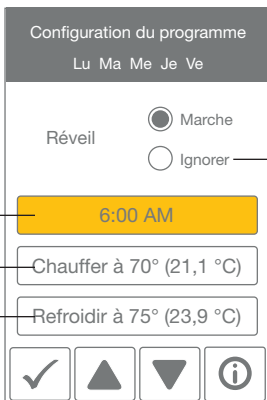 Configuration du programme
Lu Ma Me Je Ve
Réveil
Marche
Ignorer
6:00 AM
Chauffer à 70° (21,1 °C)
Refroidir à 75° (23,9 °C)